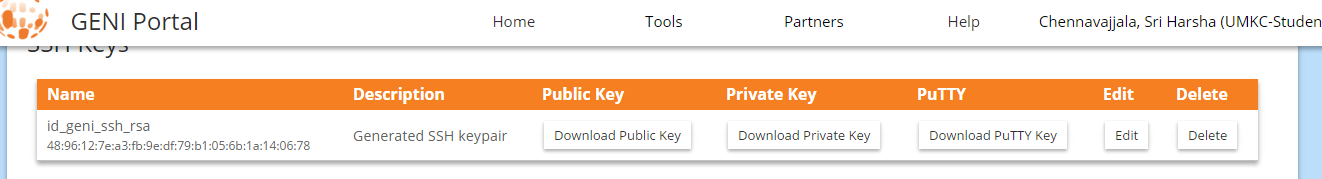 GENI Portal Home Tools Partners Help Chennavajjala, Sri Harsha (UMKC-Studen
SSH Keys
Name Description Public Key Private Key PuTTY Edit Delete
id_geni_ssh_rsa
48:96:12:7e:a3:fb:9e:df:79:b1:05:6b:1a:14:06:78
Generated SSH keypair Download Public Key Download Private Key Download PuTTY Key Edit Delete